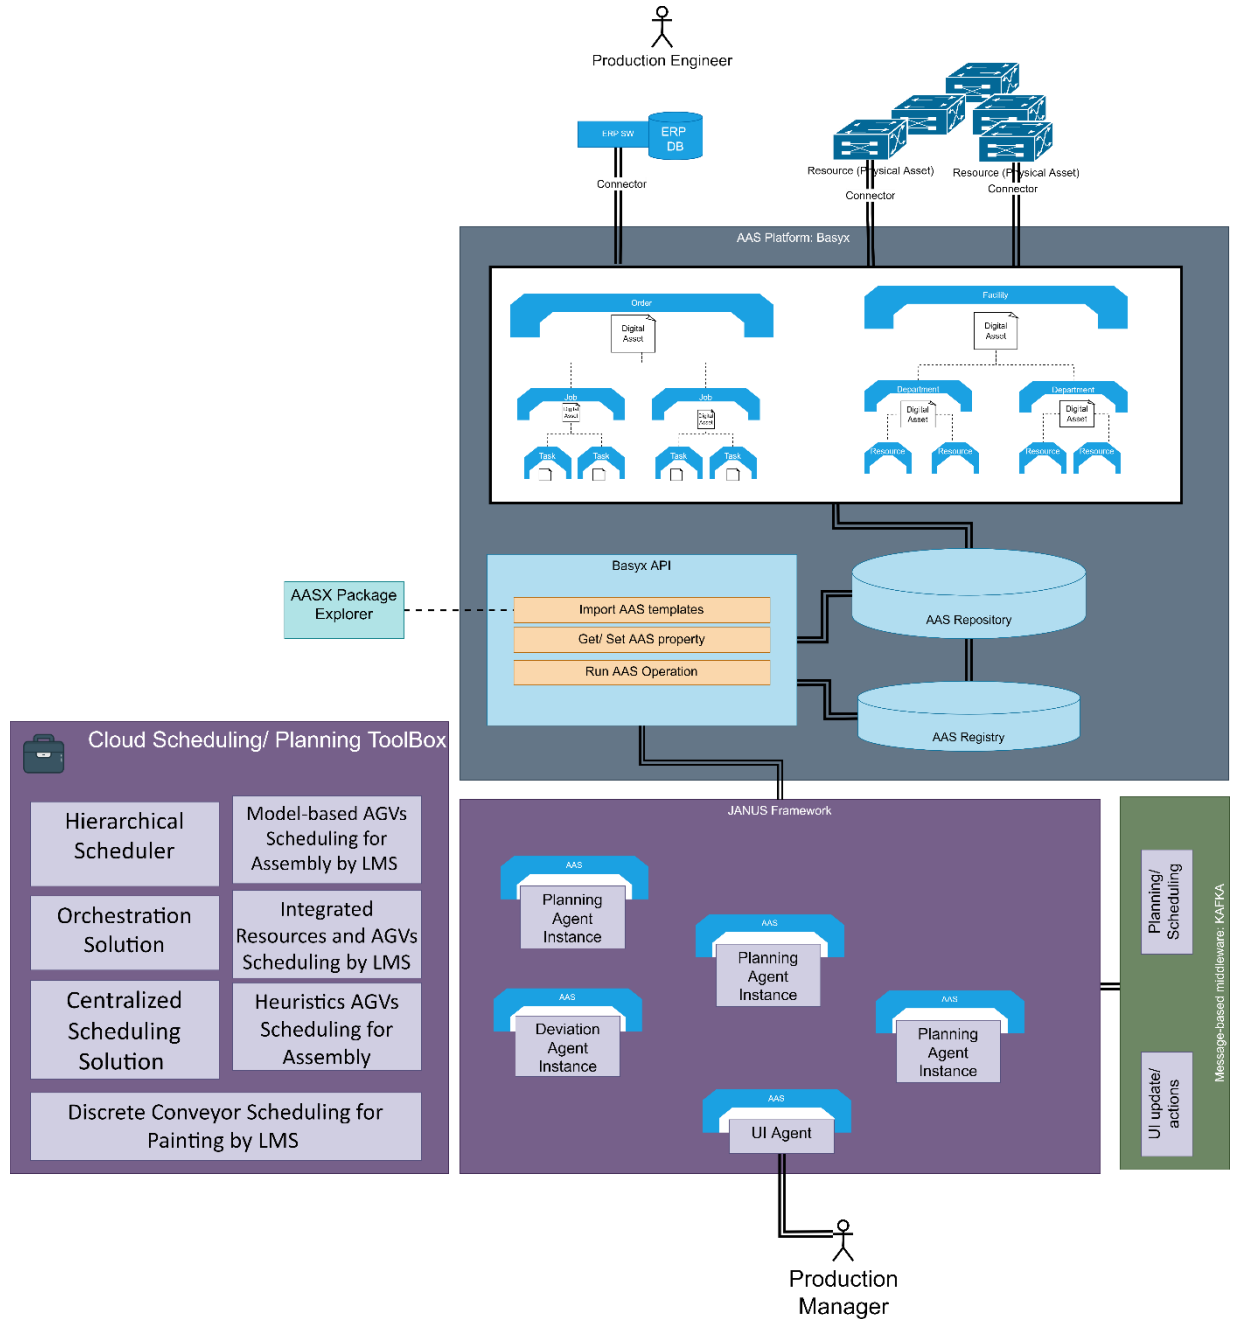 Production Engineer
ERP SW
ERP
DB
Connector
Resource (Physical Asset)
Connector
Resource (Physical Asset)
Connector
AAS Platform: Basyx
Order
Digital
Asset
Facility
Digital
Asset
Job
Digital
Asset
Job
Digital
Asset
Department
Digital
Asset
Department
Digital
Asset
Task
Task
Task
Task
Resource
Resource
Resource
Resource
Basyx API
Import AAS templates
Get/ Set AAS property
Run AAS Operation
AASX Package
Explorer
AAS Repository
AAS Registry
Cloud Scheduling/ Planning ToolBox
Hierarchical
Scheduler
Model-based AGVs
Scheduling for
Assembly by LMS
Orchestration
Solution
Integrated
Resources and AGVs
Scheduling by LMS
Centralized
Scheduling
Solution
Heuristics AGVs
Scheduling for
Assembly
Discrete Conveyor Scheduling for
Painting by LMS
JANUS Framework
AAS
Planning
Agent
Instance
AAS
Planning
Agent
Instance
AAS
Deviation
Agent
Instance
AAS
Planning
Agent
Instance
AAS
UI Agent
Planning/
Scheduling
UI update/
actions
Message-based middleware: KAFKA
Production
Manager